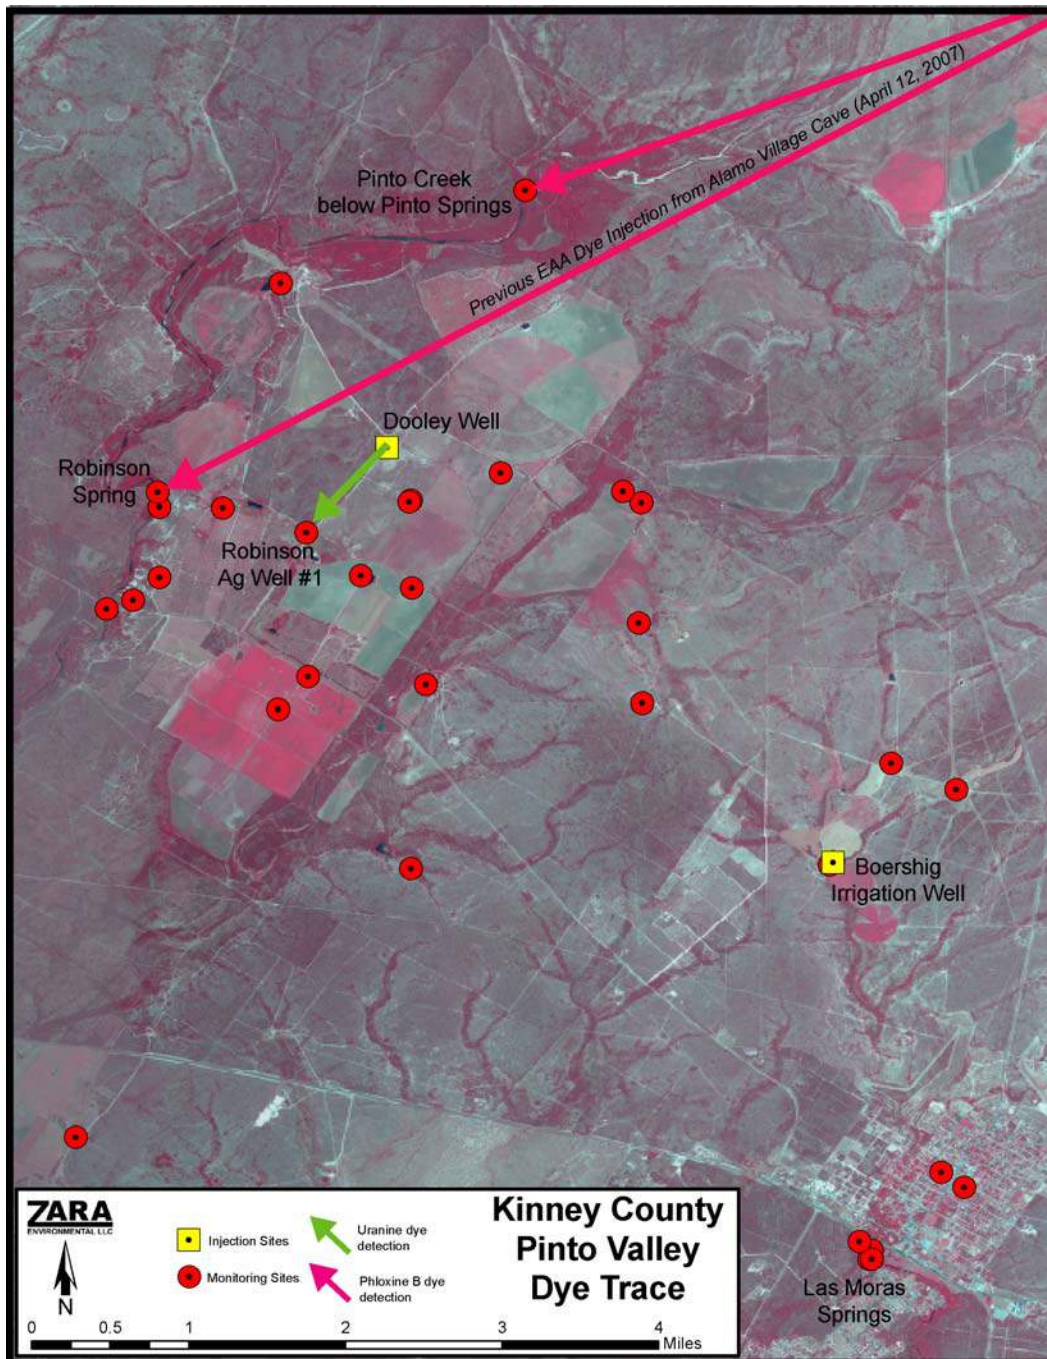 Previous EAA Dye Injection from Alamo Village Cave (April 12, 2007)
Pinto Creek
below Pinto Springs
Dooley Well
Robinson
Spring
Robinson
Ag Well #1
Boershig
Irrigation Well
Las Moras
Springs
ZARA
ENVIRONMENTAL LLC
N
Injection Sites
Monitoring Sites
Uranine dye
detection
Phloxine B dye
detection
Kinney County
Pinto Valley
Dye Trace
0 0.5 1 2 3 4
Miles